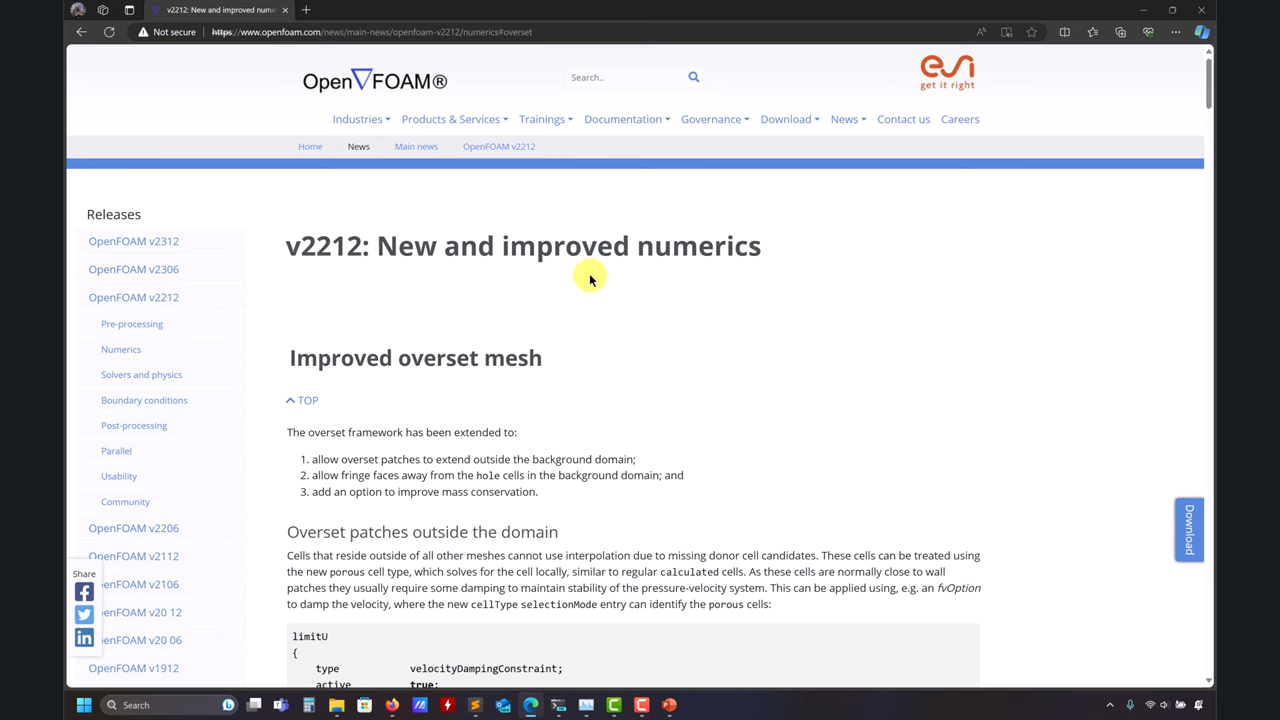 v2212: New and improved nume
Not secure
https://www.openfoam.com/news/main-news/openfoam-v2212/numerics#overset
Open∇FOAM®
Search..
esi
get it right
Industries
Products & Services
Trainings
Documentation
Governance
Download
News
Contact us
Careers
Home
News
Main news
OpenFOAM v2212
Releases
OpenFOAM v2312
OpenFOAM v2306
OpenFOAM v2212
Pre-processing
Numerics
Solvers and physics
Boundary conditions
Post-processing
Parallel
Usability
Community
OpenFOAM v2206
OpenFOAM v2112
OpenFOAM v2106
OpenFOAM v20 12
OpenFOAM v20 06
OpenFOAM v1912
Share
v2212: New and improved numerics
Improved overset mesh
TOP
The overset framework has been extended to:
1. allow overset patches to extend outside the background domain;
2. allow fringe faces away from the hole cells in the background domain; and
3. add an option to improve mass conservation.
Overset patches outside the domain
Cells that reside outside of all other meshes cannot use interpolation due to missing donor cell candidates. These cells can be treated using
the new porous cell type, which solves for the cell locally, similar to regular calculated cells. As these cells are normally close to wall
patches they usually require some damping to maintain stability of the pressure-velocity system. This can be applied using, e.g. an fvOption
to damp the velocity, where the new cellType selectionMode entry can identify the porous cells:
limitU
{
type velocityDampingConstraint;
active true;
Download
Search